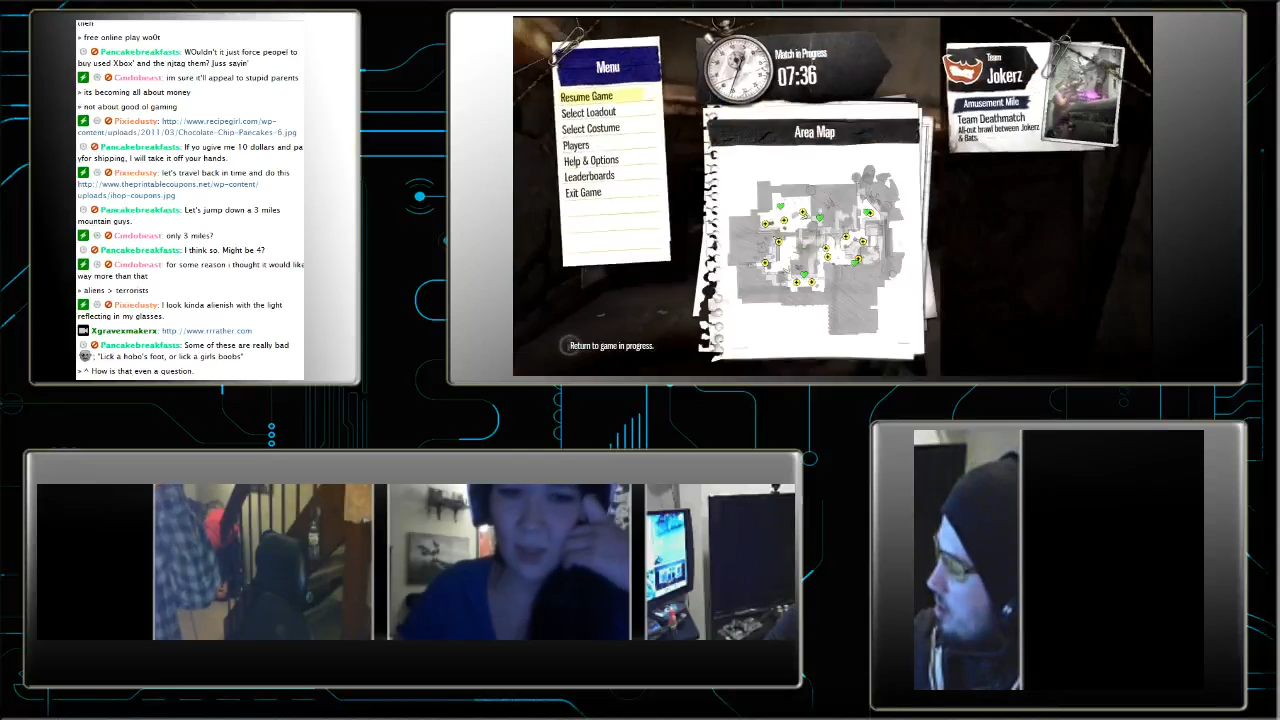 then
» free online play wo0t
Pancakebreakfasts: WOuldn't it just force peopel to
buy used Xbox' and the njtag them? Juss sayin'
Cindobeast: im sure it'll appeal to stupid parents
» its becoming all about money
» not about good ol gaming
Pixiedusty: http://www.recipegirl.com/wp-
content/uploads/2011/03/Chocolate-Chip-Pancakes-6.jpg
Pancakebreakfasts: If yo ugive me 10 dollars and pa
yfor shipping, I will take it off your hands.
Pixiedusty: let's travel back in time and do this
http://www.theprintablecoupons.net/wp-content/
uploads/ihop-coupons.jpg
Pancakebreakfasts: Let's jump down a 3 miles
mountain guys.
Cindobeast: only 3 miles?
Pancakebreakfasts: I think so. Might be 4?
Cindobeast: for some reason i thought it would like
way more than that
» aliens > terrorists
Pixiedusty: I look kinda alienish with the light
reflecting in my glasses.
Xgravexmakerx: http://www.rrrather.com
Pancakebreakfasts: Some of these are really bad
: "Lick a hobo's foot, or lick a girls boobs"
» ^ How is that even a question.
Menu
Resume Game
Select Loadout
Select Costume
Players
Help & Options
Leaderboards
Exit Game
Return to game in progress.
Match in Progress
07:36
Area Map
Team
Jokerz
Amusement Mile
Team Deathmatch
All-out brawl between Jokerz
& Bats.